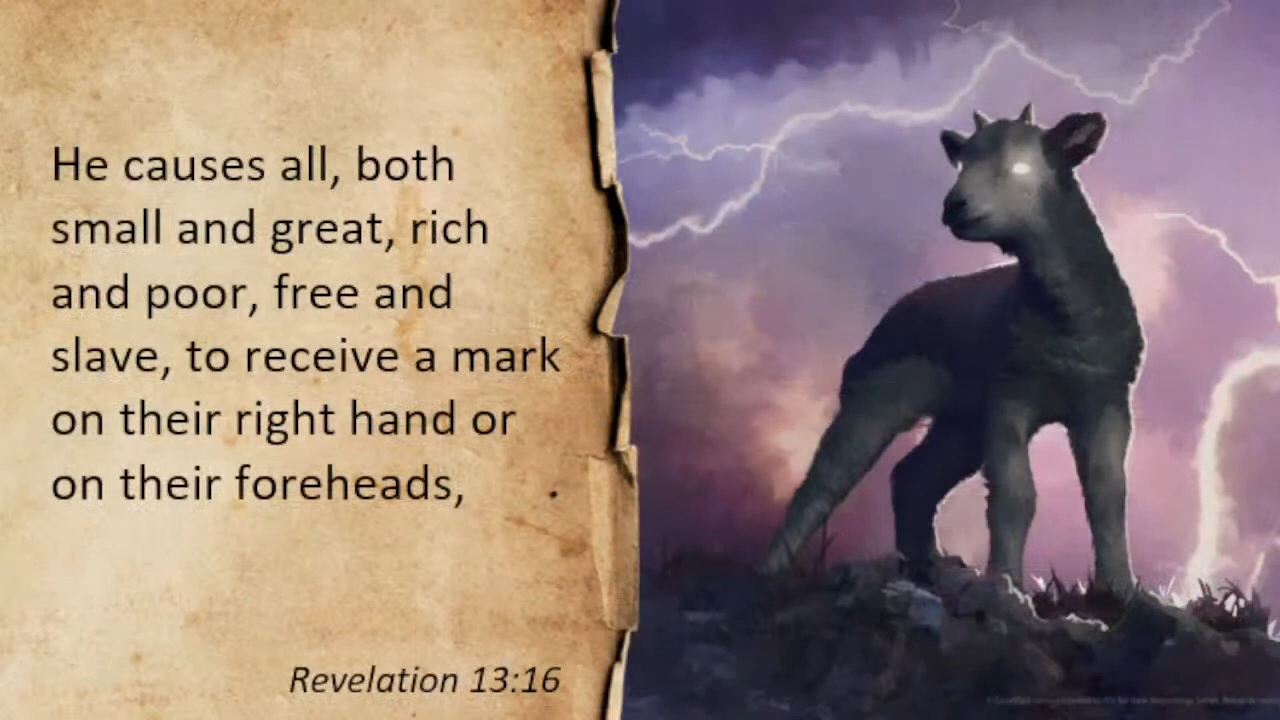 He causes all, both
small and great, rich
and poor, free and
slave, to receive a mark
on their right hand or
on their foreheads,
Revelation 13:16